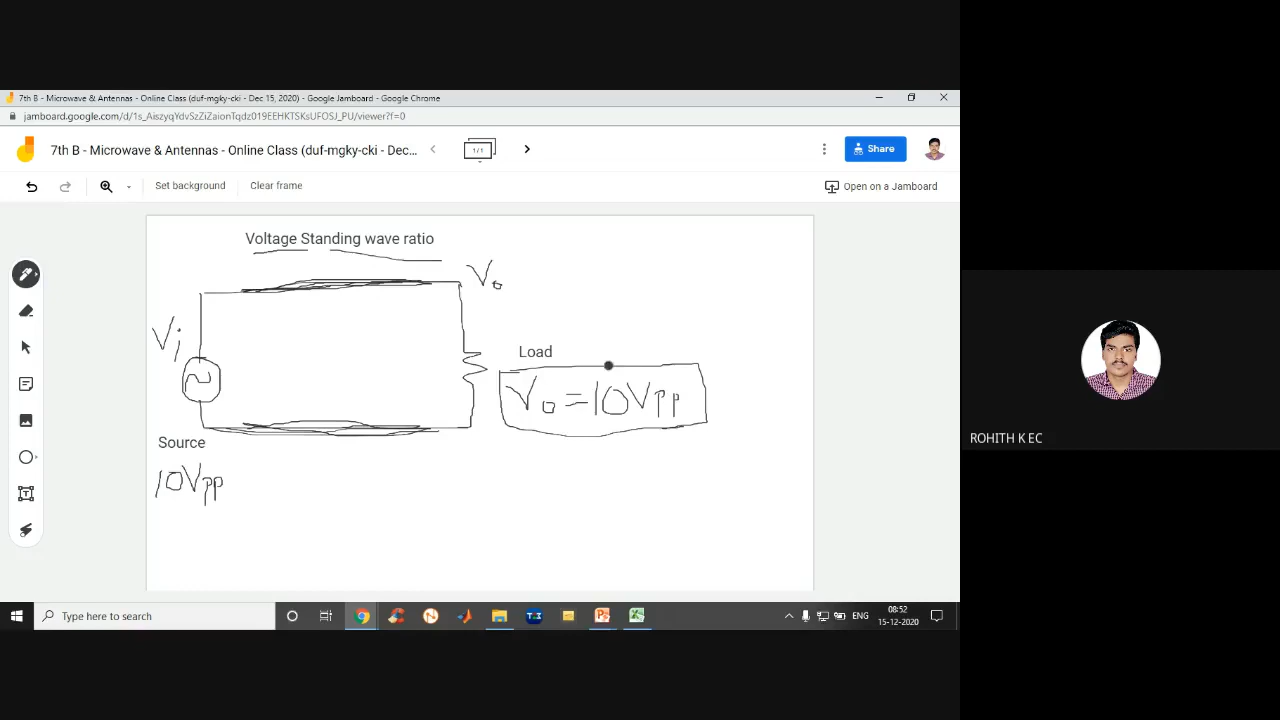 7th B - Microwave & Antennas - Online Class (duf-mgky-cki - Dec 15, 2020) - Google Jamboard - Google Chrome
jamboard.google.com/d/1s_AiszyqYdvSzZiZaionTqdz019EEHKTSKsUFOSJ_PU/viewer?f=0
7th B - Microwave & Antennas - Online Class (duf-mgky-cki - Dec...
1/1
Share
Set background
Clear frame
Open on a Jamboard
Voltage Standing wave ratio
Vo
Vi
Load
Vo = 10Vpp
Source
10Vpp
ROHITH K EC
Type here to search
ENG
08:52
15-12-2020